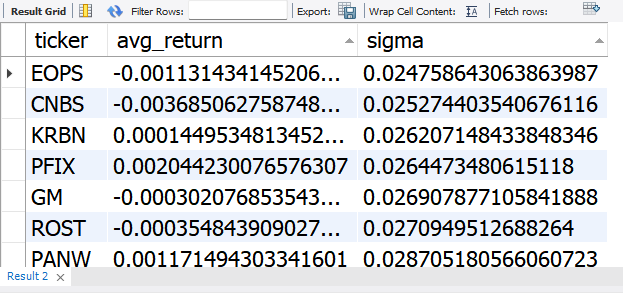 Result Grid Filter Rows: Export: Wrap Cell Content: IA Fetch rows:
ticker avg_return sigma
EOPS -0.001131434145206... 0.024758643063863987
CNBS -0.003685062758748... 0.025274403540676116
KRBN 0.0001449534813452... 0.026207148433848346
PFIX 0.002044230076576307 0.0264473480615118
GM -0.000302076853543... 0.026907877105841888
ROST -0.000354843909027... 0.0270949512688264
PANW 0.001171494303341601 0.028705180566060723
Result 2 ×